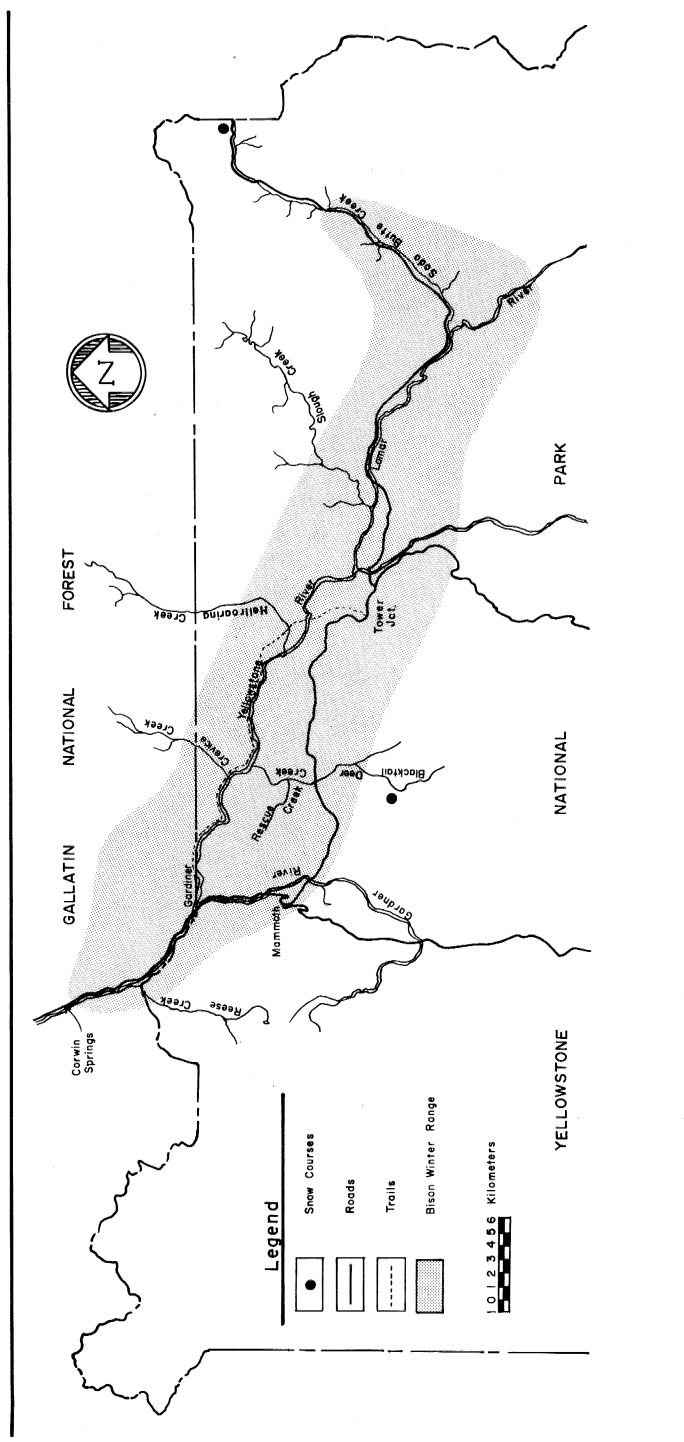 GALLATIN NATIONAL FOREST
Corwin
Springs
Reese Creek
Gardiner
Mammoth
Gardner River
Gardner
Rescue
Creek
Blacktail Deer Creek
Crevice Creek
Yellowstone River
Hellroaring
Creek
Tower
Jct.
Slough Creek
Lamar
River
Soda Butte Creek
N
YELLOWSTONE NATIONAL PARK
Legend
Snow Courses
Roads
Trails
Bison Winter Range
1 0 1 2 3 4 5 6 Kilometers